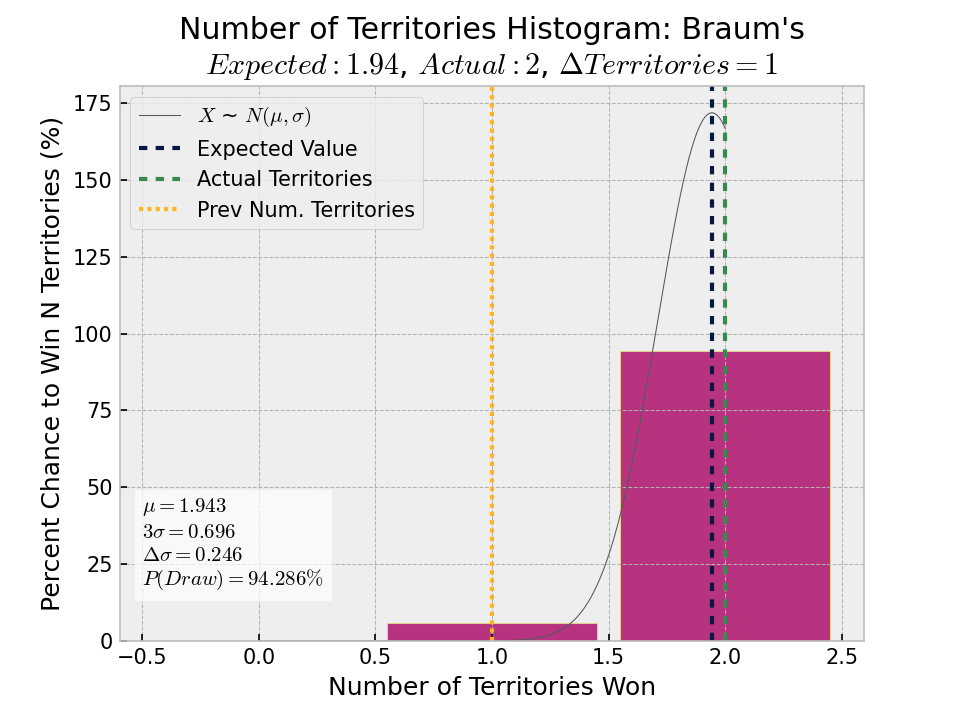 Number of Territories Histogram: Braum's
Expected : 1.94, Actual : 2, ΔTerritories = 1
Percent Chance to Win N Territories (%)
175
150
125
100
75
50
25
0
X ∼ N(μ, σ)
Expected Value
Actual Territories
Prev Num. Territories
μ = 1.943
3σ = 0.696
Δσ = 0.246
P(Draw) = 94.286%
−0.5 0.0 0.5 1.0 1.5 2.0 2.5
Number of Territories Won